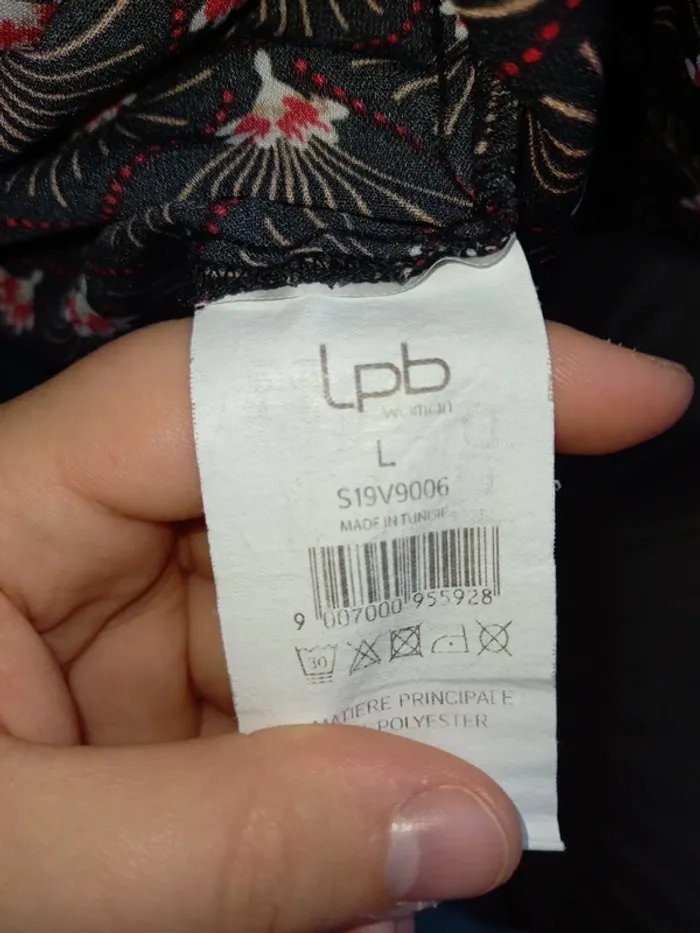 lpb
woman
L
S19V9006
MADE IN TUNISIE
9 007000 955928
30
MATIERE PRINCIPALE
POLYESTER